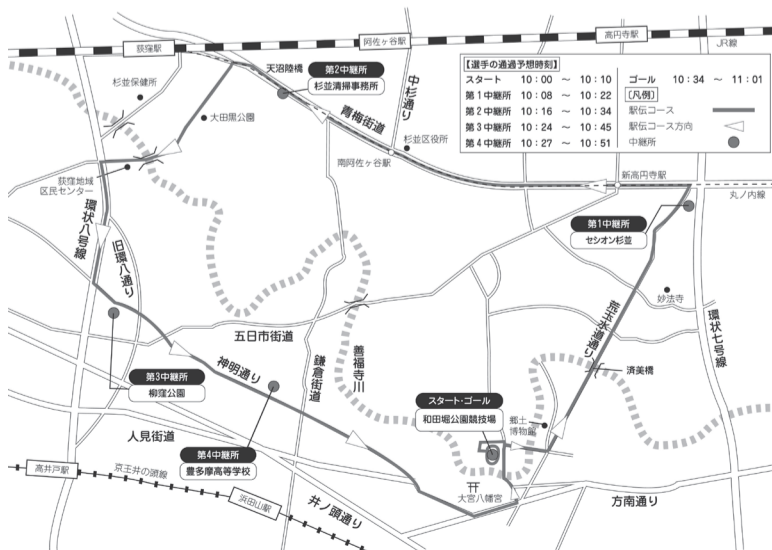 荻窪駅
阿佐ヶ谷駅
高円寺駅
JR線
天沼陸橋
第2中継所
杉並清掃事務所
中杉通り
杉並保健所
大田黒公園
青梅街道
杉並区役所
南阿佐ヶ谷駅
【選手の通過予想時刻】
スタート 10:00 ～ 10:10
第1中継所 10:08 ～ 10:22
第2中継所 10:16 ～ 10:34
第3中継所 10:24 ～ 10:45
第4中継所 10:27 ～ 10:51
ゴール 10:34 ～ 11:01
〔凡例〕
駅伝コース
駅伝コース方向
中継所
新高円寺駅
丸ノ内線
荻窪地域
区民センター
環状八号線
旧環八通り
第1中継所
セシオン杉並
妙法寺
環状七号線
荒玉水道通り
済美橋
五日市街道
神明通り
鎌倉街道
善福寺川
第3中継所
柳窪公園
第4中継所
豊多摩高等学校
スタート・ゴール
和田堀公園競技場
郷土
博物館
大宮八幡宮
人見街道
高井戸駅
京王井の頭線
浜田山駅
井ノ頭通り
方南通り